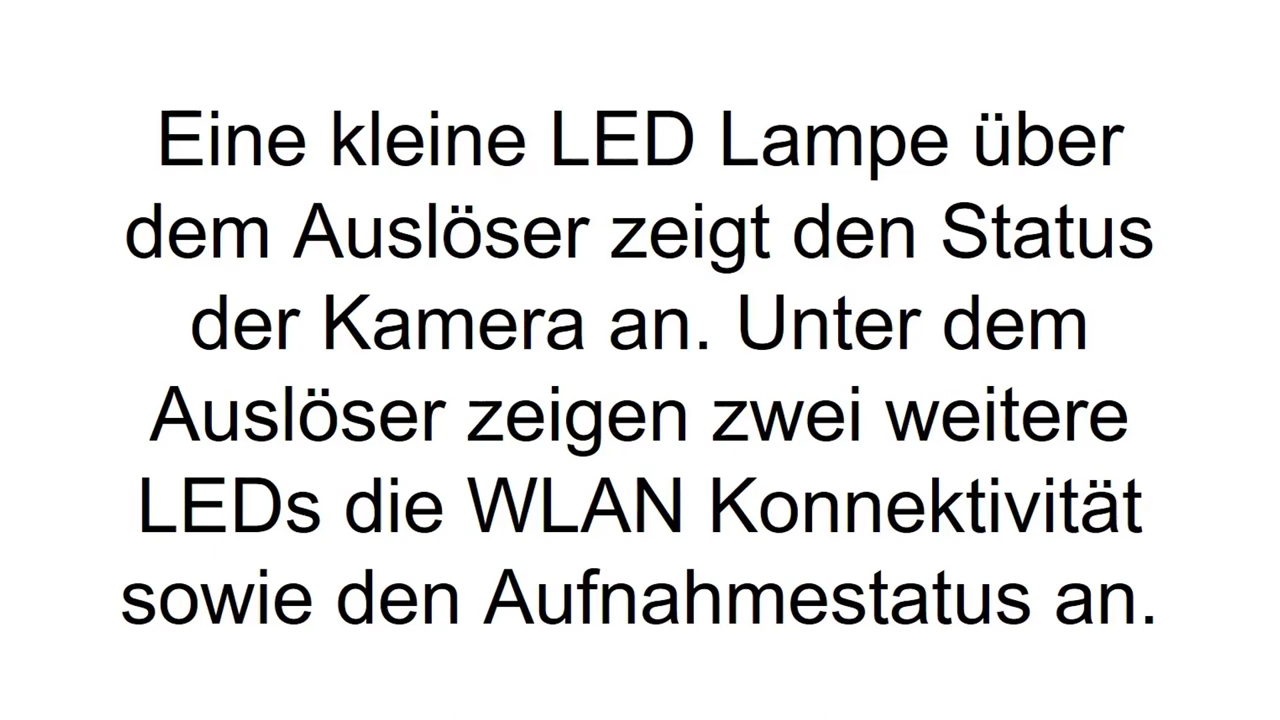 Eine kleine LED Lampe über
dem Auslöser zeigt den Status
der Kamera an. Unter dem
Auslöser zeigen zwei weitere
LEDs die WLAN Konnektivität
sowie den Aufnahmestatus an.